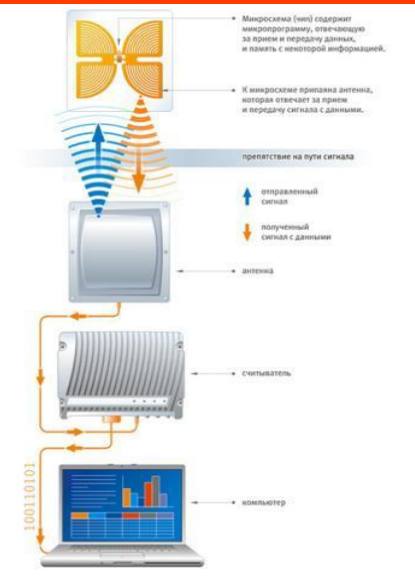 Микросхема (чип) содержит
микропрограмму, отвечающую
за прием и передачу данных,
и память с некоторой информацией.
К микросхеме припаяна антенна,
которая отвечает за прием
и передачу сигнала с данными.
препятствие на пути сигнала
отправленный
сигнал
полученный
сигнал с данными
антенна
считыватель
100110101
компьютер